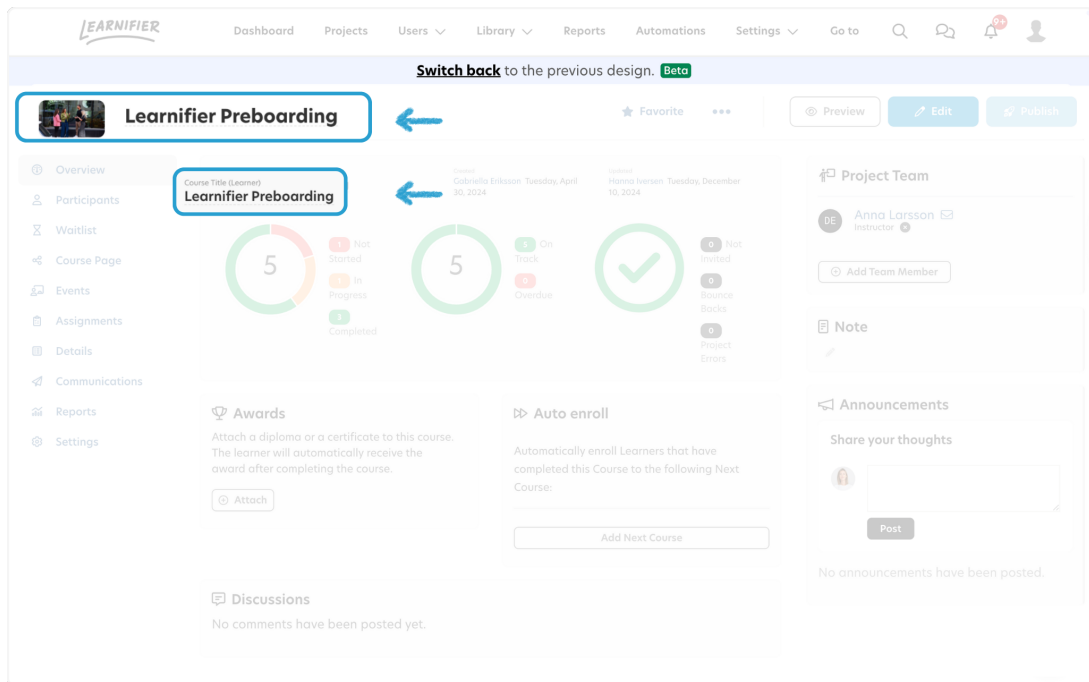 LEARNIFIER
Dashboard Projects Users Library Reports Automations Settings Go to 9+
Switch back to the previous design. Beta
Learnifier Preboarding
Favorite
Preview
Edit
Publish
Overview
Participants
Waitlist
Course Page
Events
Assignments
Details
Communications
Reports
Settings
Course Title (Learner)
Learnifier Preboarding
Gabriella Eriksson Tuesday, April
30, 2024
Hanna Iversen Tuesday, December
10, 2024
5
1 Not
Started
In
Progress
3
Completed
5
5 On
Track
0
Overdue
0 Not
Invited
0
Bounce
Backs
0
Project
Errors
Awards
Attach a diploma or a certificate to this course.
The learner will automatically receive the
award after completing the course.
Attach
Auto enroll
Automatically enroll Learners that have
completed this Course to the following Next
Course:
Add Next Course
Discussions
No comments have been posted yet.
Project Team
DE
Anna Larsson
Instructor
Add Team Member
Note
Announcements
Share your thoughts
Post
No announcements have been posted.